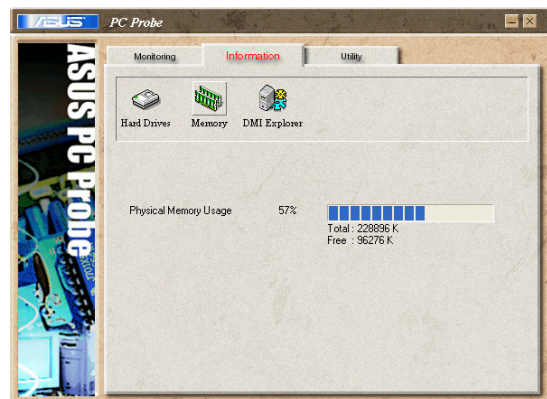 ASUS PC Probe
ASUS PC Probe
Monitoring Information Utility
Hard Drives Memory DMI Explorer
Physical Memory Usage 57%
Total : 228896 K
Free : 96276 K